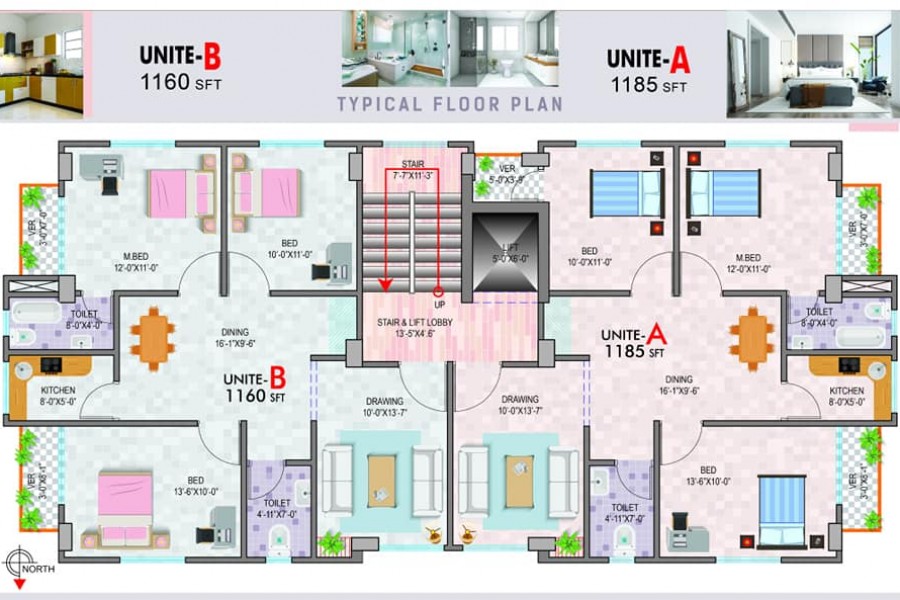 UNITE-B
1160 SFT
TYPICAL FLOOR PLAN
UNITE-A
1185 SFT
STAIR
7'-7"X11'-3"
VER
5'-0"X3'-9"
VER
3'-0"X7'-0"
M.BED
12'-0"X11'-0"
BED
10'-0"X11'-0"
LIFT
5'-0"X6'-0"
BED
10'-0"X11'-0"
M.BED
12'-0"X11'-0"
VER
3'-0"X7'-0"
UP
TOILET
8'-0"X4'-0"
STAIR & LIFT LOBBY
13'-5"X4'.6"
TOILET
8'-0"X4'-0"
DINING
16'-1"X9'-6"
UNITE-A
1185 SFT
UNITE-B
1160 SFT
DINING
16'-1"X9'-6"
KITCHEN
8'-0"X5'-0"
DRAWING
10'-0"X13'-7"
DRAWING
10'-0"X13'-7"
KITCHEN
8'-0"X5'-0"
VER
3'-0"X8'-1"
BED
13'-6"X10'-0"
TOILET
4'-11"X7'-0"
TOILET
4'-11"X7'-0"
BED
13'-6"X10'-0"
VER
3'-0"X8'-1"
NORTH